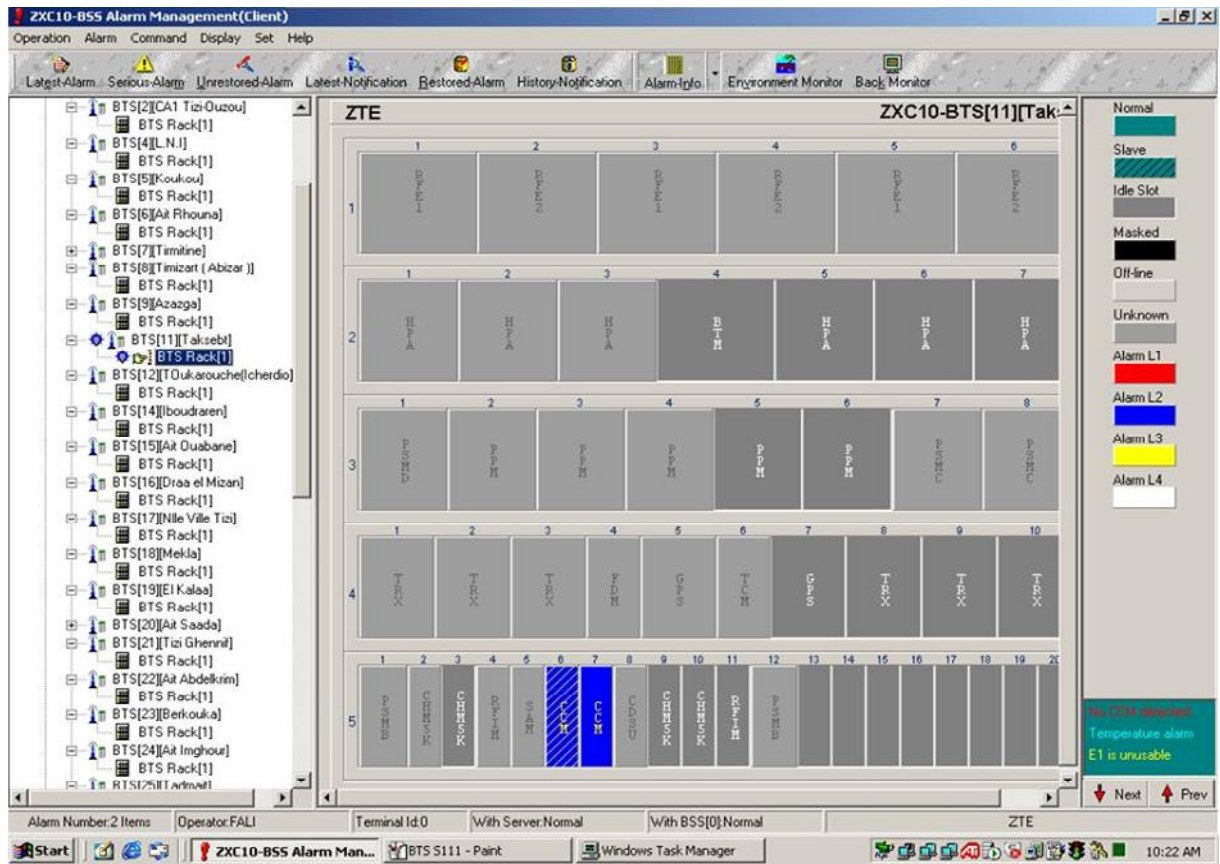 ZXC10-BSS Alarm Management(Client)
Operation Alarm Command Display Set Help
Latest-Alarm Serious-Alarm Unrestored-Alarm Latest-Notification Restored-Alarm History-Notification Alarm-Info Environment Monitor Back Monitor
BTS[2][CA1 Tizi-Ouzou]
BTS Rack[1]
BTS[4][L.N.I]
BTS Rack[1]
BTS[5][Koukou]
BTS Rack[1]
BTS[6][Ait Rhouna]
BTS Rack[1]
BTS[7][Tirmitine]
BTS[8][Timizart ( Abizar )]
BTS Rack[1]
BTS[9][Azazga]
BTS Rack[1]
BTS[11][Taksebt]
BTS Rack[1]
BTS[12][TOukarouche(Icherdio]
BTS Rack[1]
BTS[14][Iboudraren]
BTS Rack[1]
BTS[15][Ait Ouabane]
BTS Rack[1]
BTS[16][Draa el Mizan]
BTS Rack[1]
BTS[17][Nlle Ville Tizi]
BTS Rack[1]
BTS[18][Mekla]
BTS Rack[1]
BTS[19][El Kalaa]
BTS Rack[1]
BTS[20][Ait Saada]
BTS[21][Tizi Ghennif]
BTS Rack[1]
BTS[22][Ait Abdelkrim]
BTS Rack[1]
BTS[23][Berkouka]
BTS Rack[1]
BTS[24][Ait Imghour]
BTS Rack[1]
BTS[25][Tadmait]
ZTE ZXC10-BTS[11][Tak
1 2 3 4 5 6
1 RFE1 RFE2 RFE1 RFE2 RFE1 RFE2
1 2 3 4 5 6 7
2 HPA HPA HPA BTM HPA HPA HPA
1 2 3 4 5 6 7 8
3 PSMD PPM PPM PPM PPM PPM PSMC PSMC
1 2 3 4 5 6 7 8 9 10
4 TRX TRX TRX FDM GPS TCM GPS TRX TRX TRX
1 2 3 4 5 6 7 8 9 10 11 12 13 14 15 16 17 18 19 20
5 PSMB CHMSK CHMSK RFIM SAM CCM CCM CDSU CHMSK CHMSK RFIM PSMB
Normal
Slave
Idle Slot
Masked
Off-line
Unknown
Alarm L1
Alarm L2
Alarm L3
Alarm L4
No CCM detected
Temperature alarm
E1 is unusable
Next Prev
Alarm Number:2 Items Operator:FALI Terminal Id:0 With Server:Normal With BSS[0]:Normal ZTE
Start ZXC10-BSS Alarm Man... BTS S111 - Paint Windows Task Manager 10:22 AM